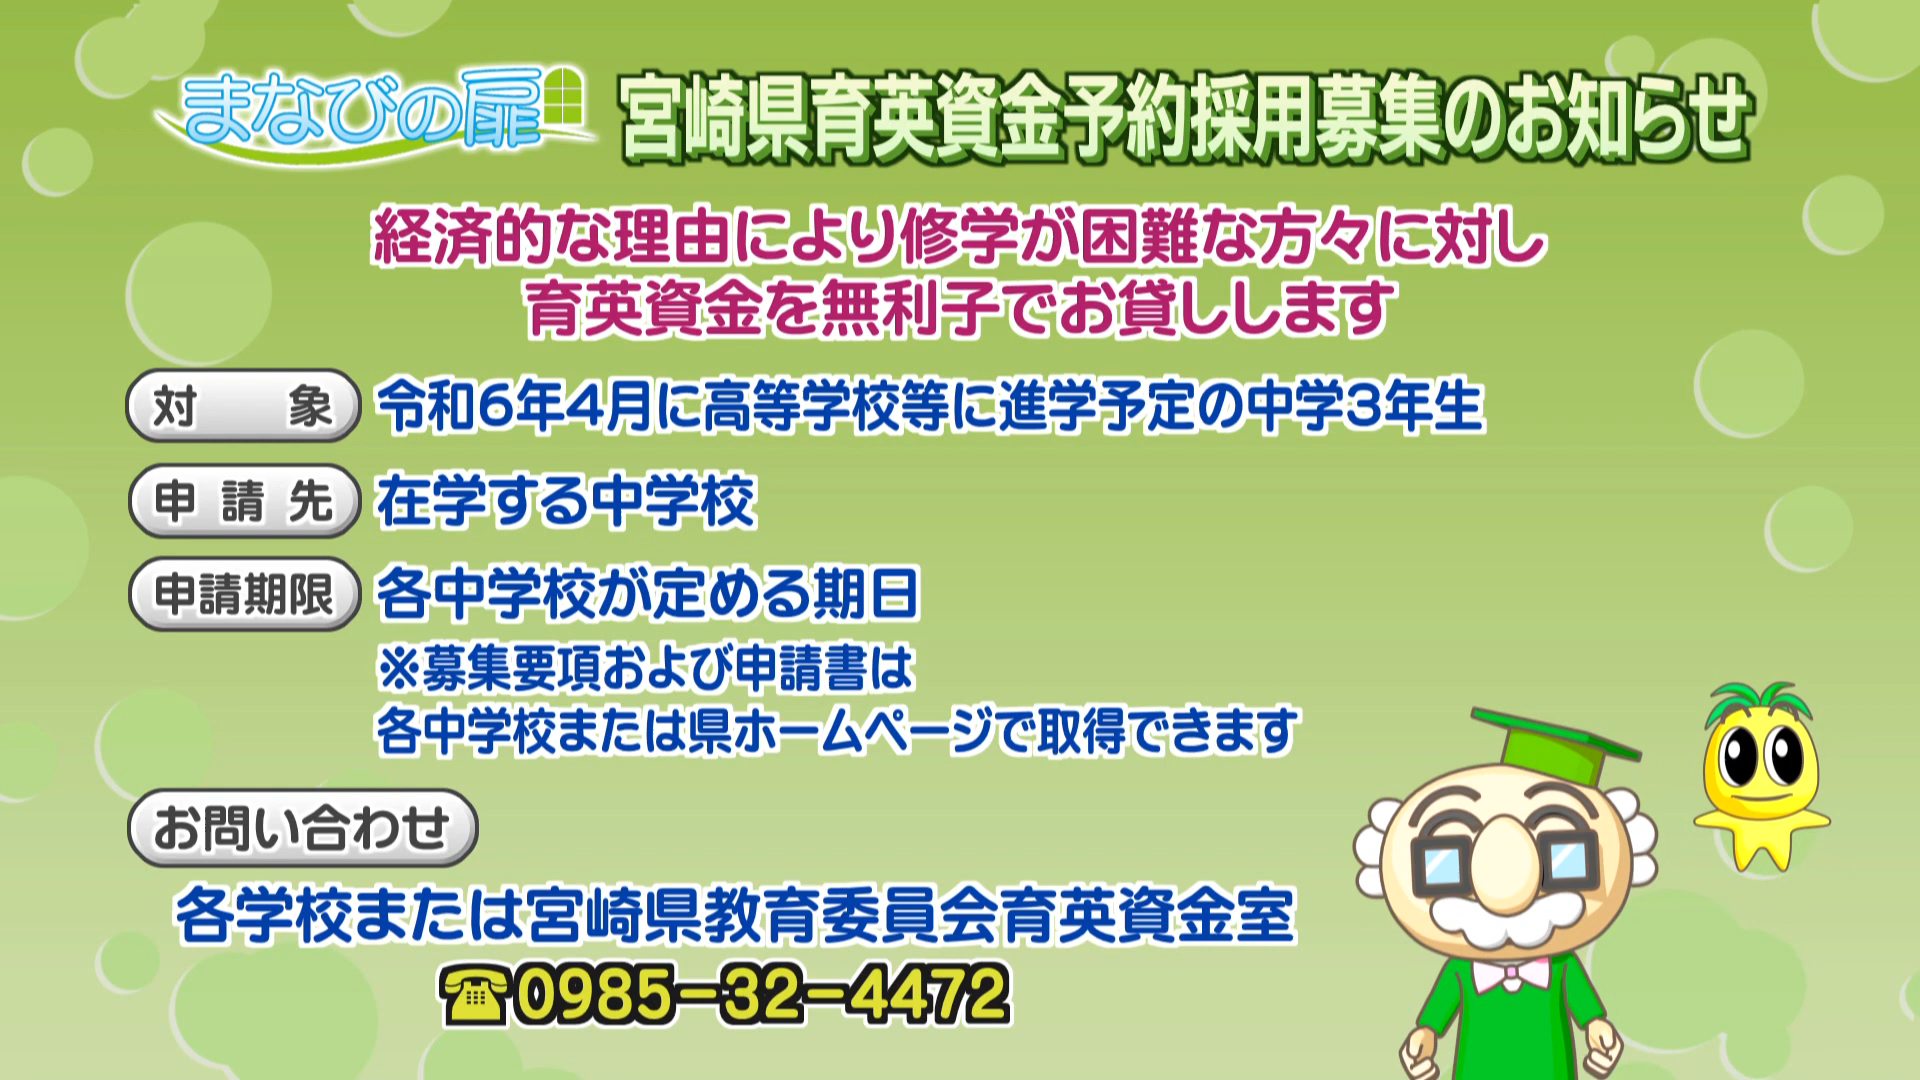 まなびの扉 宮崎県育英資金予約採用募集のお知らせ
経済的な理由により修学が困難な方々に対し
育英資金を無利子でお貸しします
対象 令和6年4月に高等学校等に進学予定の中学3年生
申請先 在学する中学校
申請期限 各中学校が定める期日
※募集要項および申請書は
各中学校または県ホームページで取得できます
お問い合わせ
各学校または宮崎県教育委員会育英資金室
☎0985-32-4472